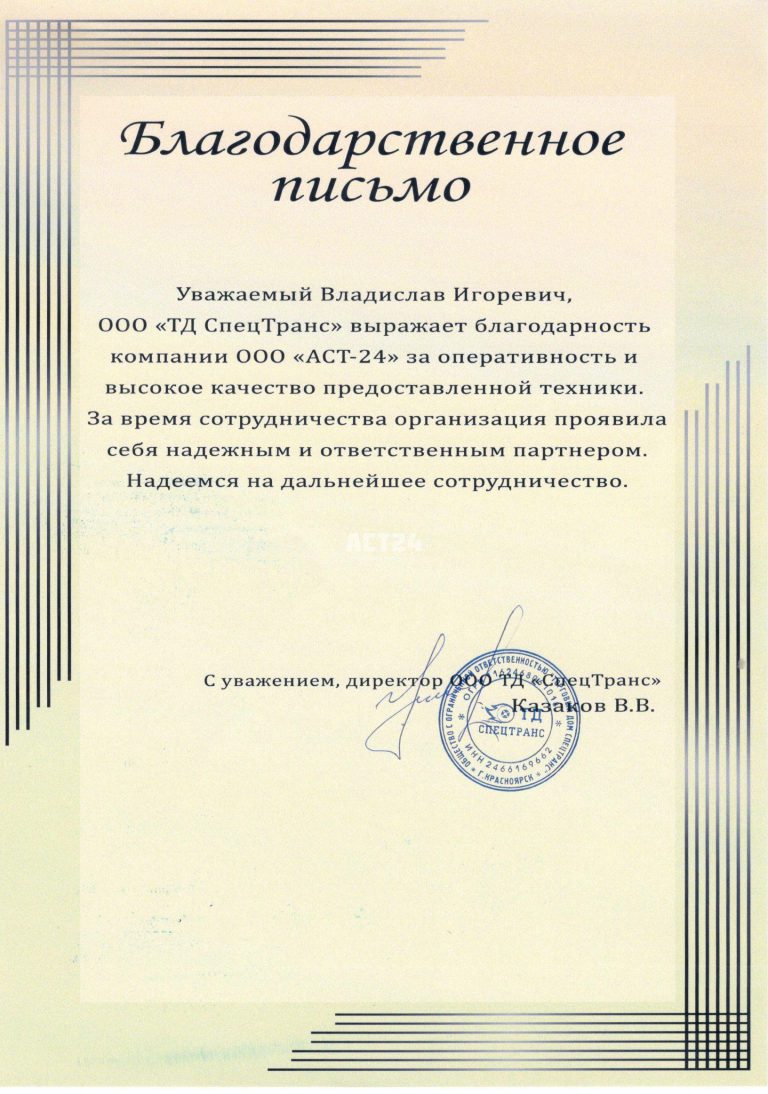 Благодарственное
письмо
Уважаемый Владислав Игоревич,
ООО «ТД СпецТранс» выражает благодарность
компании ООО «АСТ-24» за оперативность и
высокое качество предоставленной техники.
За время сотрудничества организация проявила
себя надежным и ответственным партнером.
Надеемся на дальнейшее сотрудничество.
АСТ24
С уважением, директор ООО ТД «СпецТранс»
Казаков В.В.
ОБЩЕСТВО С ОГРАНИЧЕННОЙ ОТВЕТСТВЕННОСТЬЮ ТОРГОВЫЙ ДОМ СПЕЦТРАНС
ТД
СПЕЦТРАНС
ИНН 2466169662
* Г.КРАСНОЯРСК *